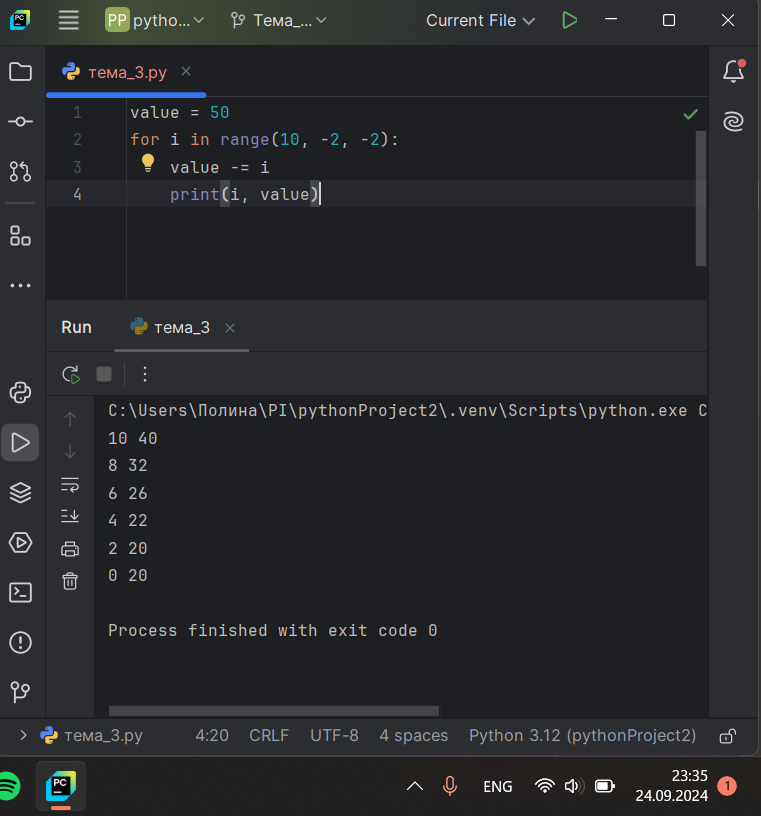 PC PP pytho... Тема_... Current File
тема_3.py
1 value = 50
2 for i in range(10, -2, -2):
3     value -= i
4     print(i, value)
Run тема_3
C:\Users\Полина\PI\pythonProject2\.venv\Scripts\python.exe C
10 40
8 32
6 26
4 22
2 20
0 20
Process finished with exit code 0
тема_3.py 4:20 CRLF UTF-8 4 spaces Python 3.12 (pythonProject2)
PC ENG 23:35 1
24.09.2024